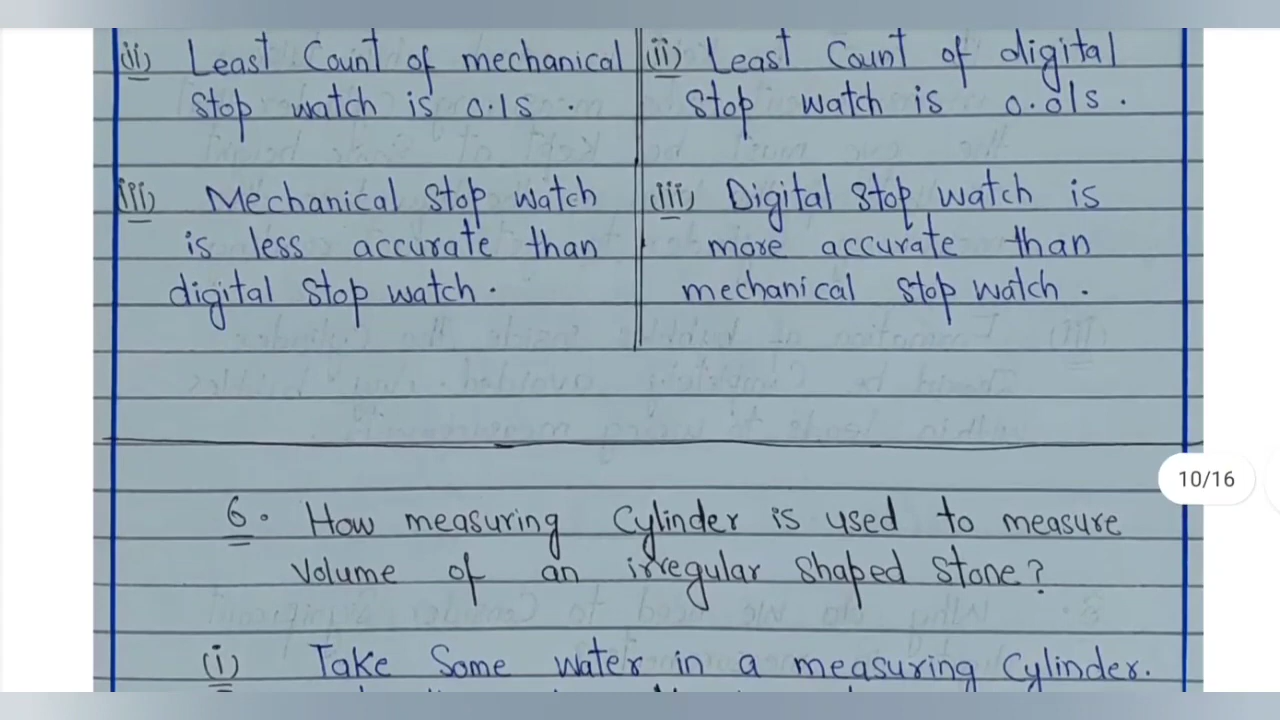 (ii) Least Count of mechanical
Stop watch is 0.1s .
(iii) Mechanical Stop watch
is less accurate than
digital Stop watch .
(ii) Least Count of digital
Stop watch is 0.01s .
(iii) Digital Stop watch is
more accurate than
mechanical Stop watch .
10/16
6. How measuring Cylinder is used to measure
Volume of an irregular Shaped Stone?
(i) Take Some water in a measuring Cylinder.